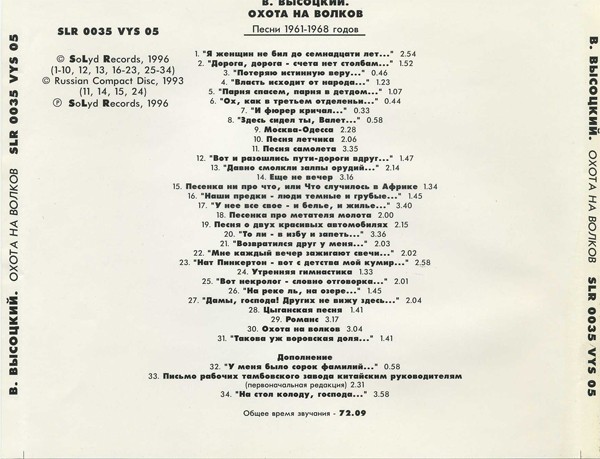 В. ВЫСОЦКИЙ.
ОХОТА НА ВОЛКОВ
Песни 1961-1968 годов
SLR 0035 VYS 05
© SoLyd Records, 1996
(1-10, 12, 13, 16-23, 25-34)
© Russian Compact Disc, 1993
(11, 14, 15, 24)
℗ SoLyd Records, 1996
1. "Я женщин не бил до семнадцати лет..." 2.54
2. "Дорога, дорога - счета нет столбам..." 1.52
3. "Потеряю истинную веру..." 0.46
4. "Власть исходит от народа..." 1.23
5. "Парня спасем, парня в детдом..." 1.07
6. "Ох, как в третьем отделеньи..." 0.44
7. "И фюрер кричал..." 0.33
8. "Здесь сидел ты, Валет..." 0.58
9. Москва-Одесса 2.28
10. Песня летчика 2.06
11. Песня самолета 3.35
12. "Вот и разошлись пути-дороги вдруг..." 1.47
13. "Давно смолкли залпы орудий..." 2.14
14. Еще не вечер 3.16
15. Песенка ни про что, или Что случилось в Африке 1.34
16. "Наши предки - люди темные и грубые..." 1.45
17. "У нее все свое - и белье, и жилье..." 3.40
18. Песенка про метателя молота 2.00
19. Песня о двух красивых автомобилях 2.15
20. "То ли - в избу и запеть..." 3.36
21. "Возвратился друг у меня..." 2.03
22. "Мне каждый вечер зажигают свечи..." 2.02
23. "Нат Пинкертон - вот с детства мой кумир..." 2.58
24. Утренняя гимнастика 1.33
25. "Вот некролог - словно отговорка..." 2.01
26. "На реке ль, на озере..." 1.16
27. "Дамы, господа! Других не вижу здесь..." 2.04
28. Цыганская песня 1.41
29. Романс 3.17
30. Охота на волков 3.04
31. "Такова уж воровская доля..." 1.41
Дополнение
32. "У меня было сорок фамилий..." 0.58
33. Письмо рабочих тамбовского завода китайским руководителям
(первоначальная редакция) 2.31
34. "На стол колоду, господа..." 3.58
Общее время звучания - 72.09
В. ВЫСОЦКИЙ. ОХОТА НА ВОЛКОВ SLR 0035 VYS 05
В. ВЫСОЦКИЙ. ОХОТА НА ВОЛКОВ SLR 0035 VYS 05